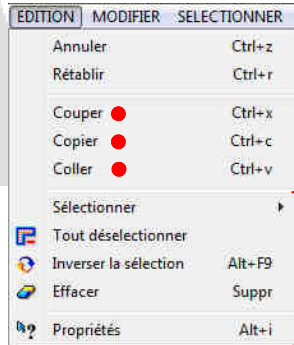 EDITION MODIFIER SELECTIONNER
Annuler Ctrl+z
Rétablir Ctrl+r
Couper Ctrl+x
Copier Ctrl+c
Coller Ctrl+v
Sélectionner
Tout déselectionner
Inverser la sélection Alt+F9
Effacer Suppr
Propriétés Alt+i